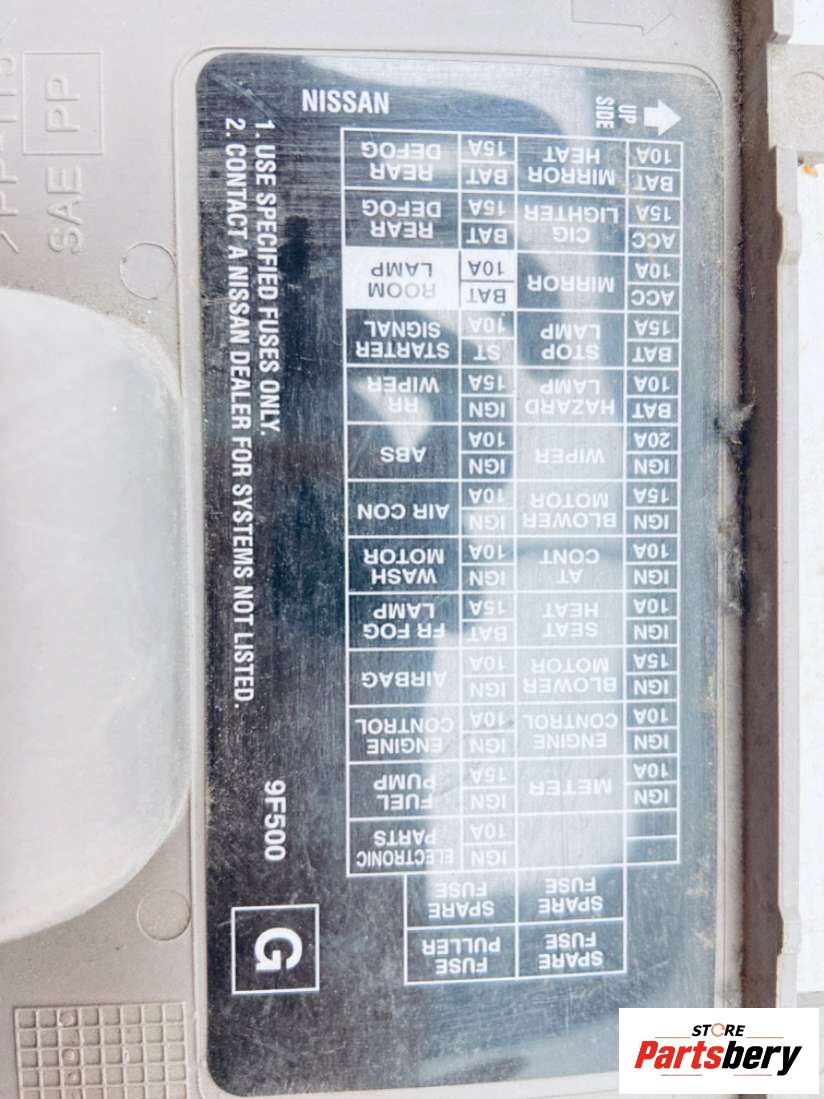 NISSAN
UP
SIDE
1. USE SPECIFIED FUSES ONLY.
2. CONTACT A NISSAN DEALER FOR SYSTEMS NOT LISTED.
SPARE FUSE
FUSE PULLER
SPARE FUSE
SPARE FUSE
IGN 10A ELECTRONIC PARTS
IGN 10A METER IGN 15A FUEL PUMP
IGN 10A ENGINE CONTROL IGN 10A ENGINE CONTROL
IGN 15A BLOWER MOTOR IGN 10A AIRBAG
IGN 10A SEAT HEAT BAT 15A FR FOG LAMP
IGN 10A AT CONT IGN 10A WASH MOTOR
IGN 15A BLOWER MOTOR IGN 10A AIR CON
IGN 20A WIPER IGN 10A ABS
BAT 10A HAZARD LAMP IGN 15A RR WIPER
BAT 15A STOP LAMP ST 10A STARTER SIGNAL
ACC 10A MIRROR BAT 10A ROOM LAMP
ACC 15A CIG LIGHTER BAT 15A REAR DEFOG
BAT 10A MIRROR HEAT BAT 15A REAR DEFOG
9F500
G
SAE PP
STORE
Partsbery